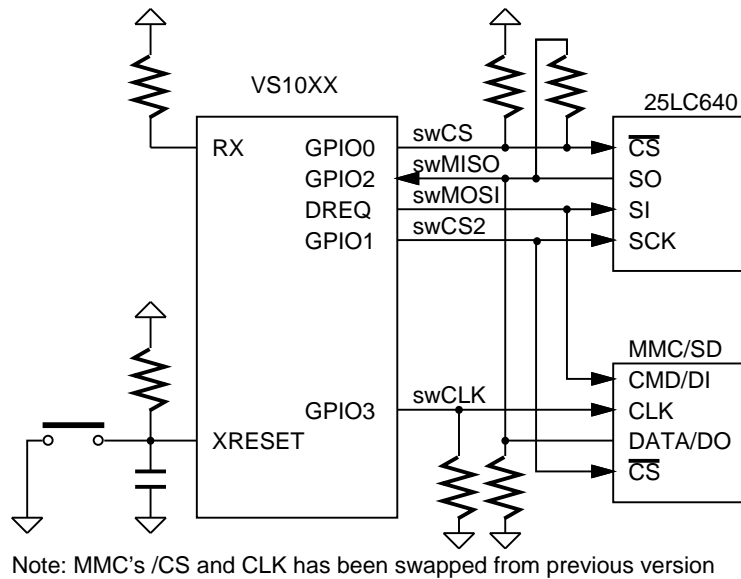 VS10XX
25LC640
RX
GPIO0
swCS
CS
GPIO2
swMISO
SO
DREQ
swMOSI
SI
GPIO1
swCS2
SCK
MMC/SD
CMD/DI
GPIO3
swCLK
CLK
XRESET
DATA/DO
CS
Note: MMC's /CS and CLK has been swapped from previous version